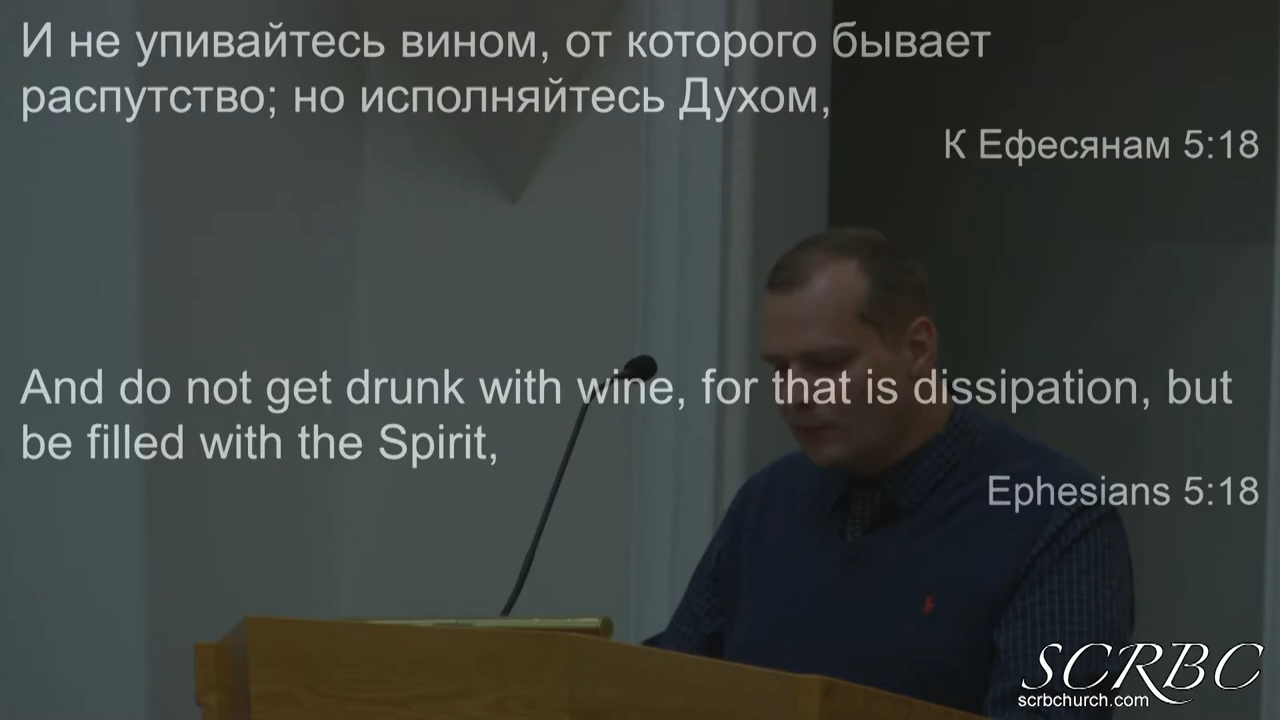 И не упивайтесь вином, от которого бывает
распутство; но исполняйтесь Духом,
К Ефесянам 5:18
And do not get drunk with wine, for that is dissipation, but
be filled with the Spirit,
Ephesians 5:18
SCRBC
scrbchurch.com